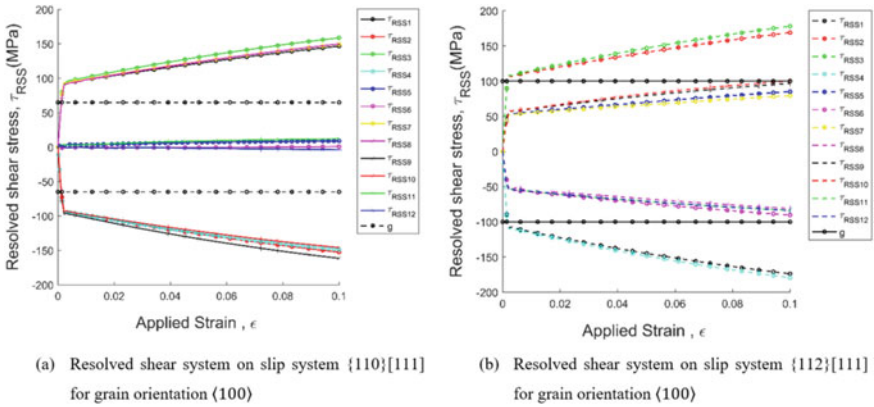 Resolved shear stress, τRSS(MPa)
200
150
100
50
0
-50
-100
-150
-200
0
0.02
0.04
0.06
0.08
0.1
Applied Strain , ϵ
τRSS1
τRSS2
τRSS3
τRSS4
τRSS5
τRSS6
τRSS7
τRSS8
τRSS9
τRSS10
τRSS11
τRSS12
g
(a) Resolved shear system on slip system {110}[111]
for grain orientation ⟨100⟩
Resolved shear stress, τRSS(MPa)
200
150
100
50
0
-50
-100
-150
-200
0
0.02
0.04
0.06
0.08
0.1
Applied Strain , ϵ
τRSS1
τRSS2
τRSS3
τRSS4
τRSS5
τRSS6
τRSS7
τRSS8
τRSS9
τRSS10
τRSS11
τRSS12
g
(b) Resolved shear system on slip system {112}[111]
for grain orientation ⟨100⟩